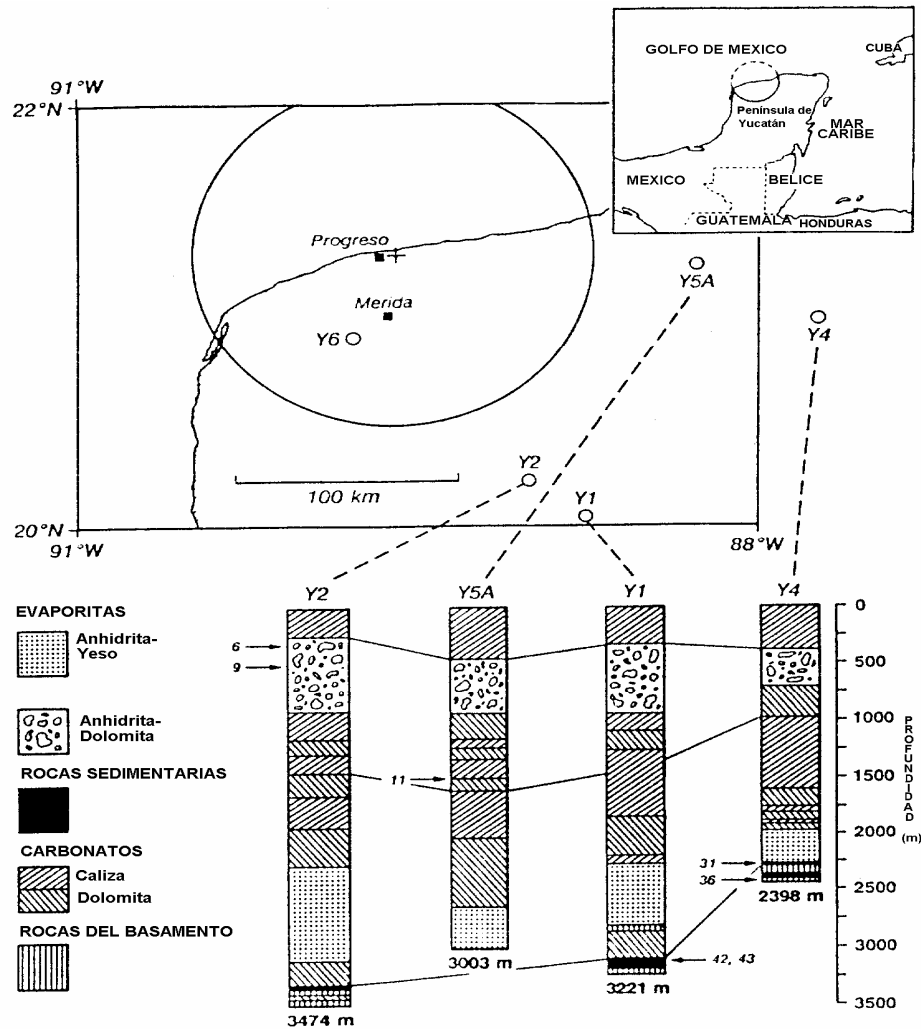 91°W
22°N
GOLFO DE MEXICO
CUBA
Península de
Yucatán
MAR
CARIBE
MEXICO
BELICE
GUATEMALA
HONDURAS
Progreso
Merida
Y6
Y5A
Y4
Y2
100 km
Y1
20°N
91°W
88°W
Y2
Y5A
Y1
Y4
EVAPORITAS
Anhidrita-
Yeso
Anhidrita-
Dolomita
ROCAS SEDIMENTARIAS
CARBONATOS
Caliza
Dolomita
ROCAS DEL BASAMENTO
6
9
11
31
36
42, 43
3474 m
3003 m
3221 m
2398 m
0
500
1000
1500
2000
2500
3000
3500
PROFUNDIDAD
(m)